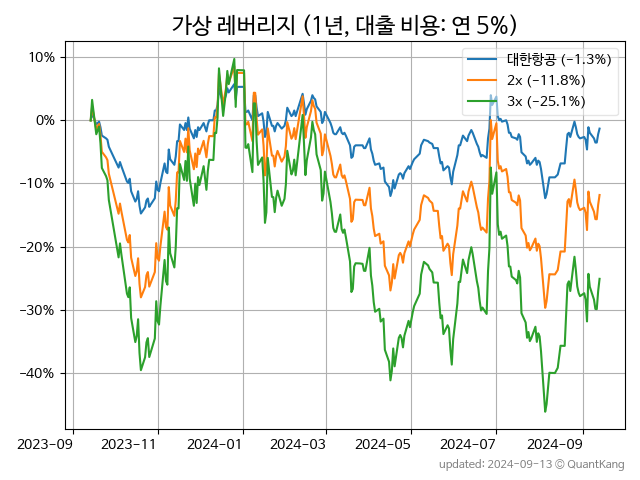 가상 레버리지 (1년, 대출 비용: 연 5%)
대한항공 (−1.3%)
2x (−11.8%)
3x (−25.1%)
10%
0%
−10%
−20%
−30%
−40%
2023-09 2023-11 2024-01 2024-03 2024-05 2024-07 2024-09
updated: 2024-09-13 © QuantKang